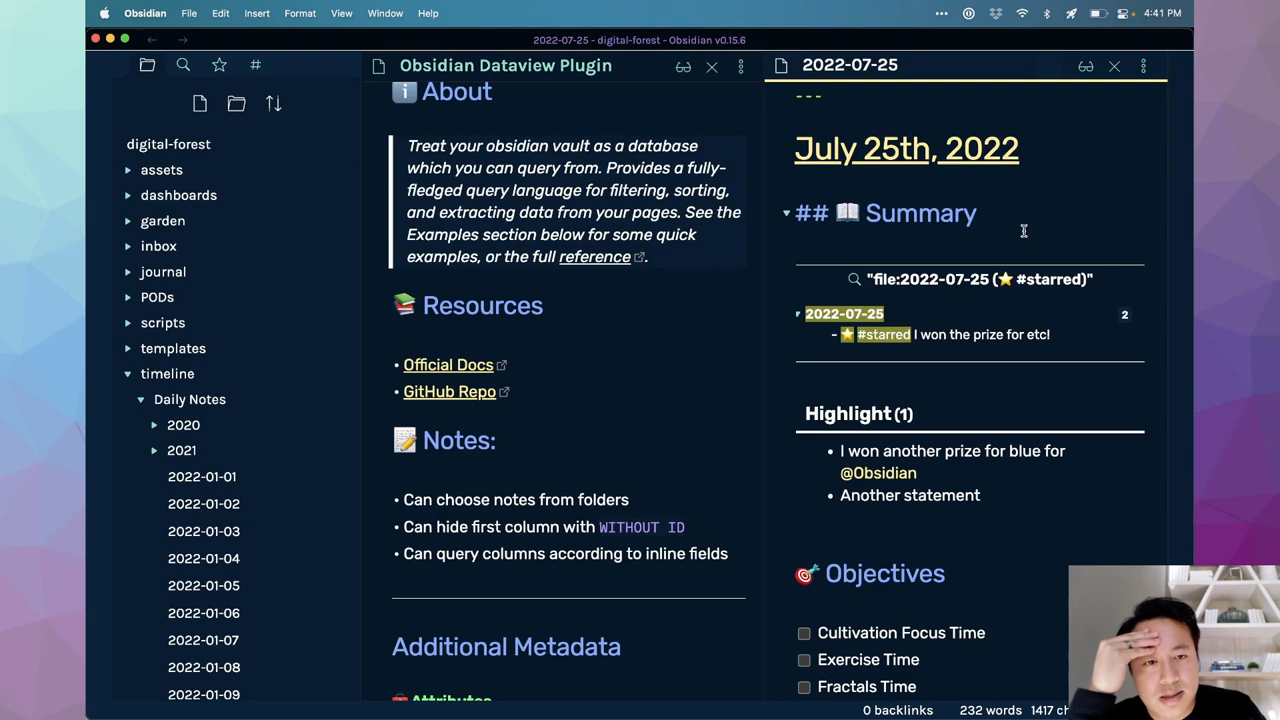 Obsidian File Edit Insert Format View Window Help 4:41 PM
2022-07-25 - digital-forest - Obsidian v0.15.6
digital-forest
assets
dashboards
garden
inbox
journal
PODs
scripts
templates
timeline
Daily Notes
2020
2021
2022-01-01
2022-01-02
2022-01-03
2022-01-04
2022-01-05
2022-01-06
2022-01-07
2022-01-08
2022-01-09
Obsidian Dataview Plugin
About
Treat your obsidian vault as a database
which you can query from. Provides a fully-
fledged query language for filtering, sorting,
and extracting data from your pages. See the
Examples section below for some quick
examples, or the full reference.
Resources
• Official Docs
• GitHub Repo
Notes:
• Can choose notes from folders
• Can hide first column with WITHOUT ID
• Can query columns according to inline fields
Additional Metadata
Attributes
2022-07-25
---
July 25th, 2022
## 📖 Summary
"file:2022-07-25 (⭐ #starred)"
2022-07-25 2
- ⭐ #starred I won the prize for etc!
Highlight (1)
• I won another prize for blue for
@Obsidian
• Another statement
🎯 Objectives
Cultivation Focus Time
Exercise Time
Fractals Time
0 backlinks 232 words 1417 ch